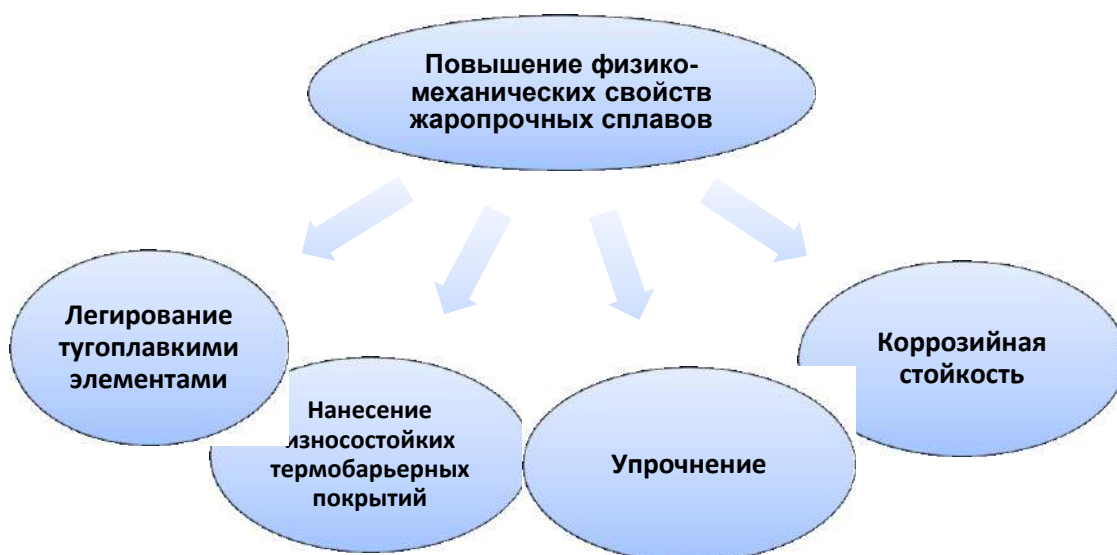 Повышение физико-
механических свойств
жаропрочных сплавов
Легирование
тугоплавкими
элементами
Нанесение
износостойких
термобарьерных
покрытий
Упрочнение
Коррозийная
стойкость